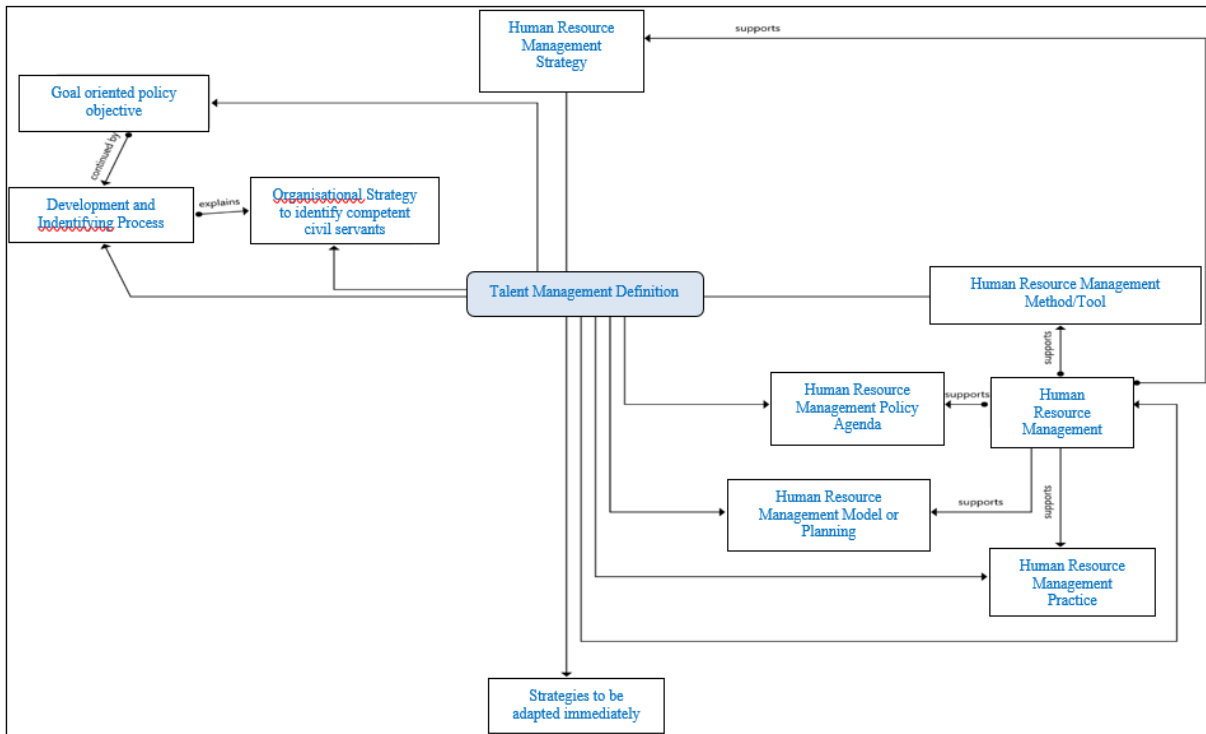 Human Resource
Management
Strategy
supports
Goal oriented policy
objective
continued by
Development and
Indentifying Process
explains
Organisational Strategy
to identify competent
civil servants
Talent Management Definition
Human Resource Management
Method/Tool
supports
Human Resource
Management Policy
Agenda
supports
Human
Resource
Management
Human Resource
Management Model or
Planning
supports
supports
Human Resource
Management
Practice
Strategies to be
adapted immediately